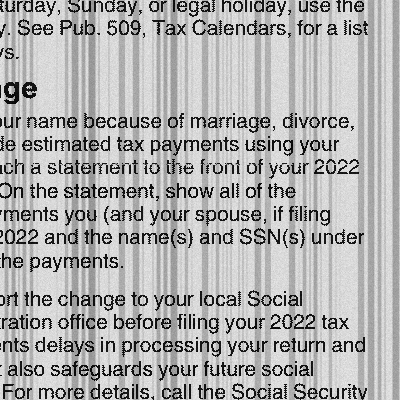 turday, Sunday, or legal holiday, use the
y. See Pub. 509, Tax Calendars, for a list
ys.
ge
our name because of marriage, divorce,
de estimated tax payments using your
ach a statement to the front of your 2022
On the statement, show all of the
yments you (and your spouse, if filing
2022 and the name(s) and SSN(s) under
the payments.
ort the change to your local Social
tration office before filing your 2022 tax
ents delays in processing your return and
t also safeguards your future social
For more details, call the Social Security